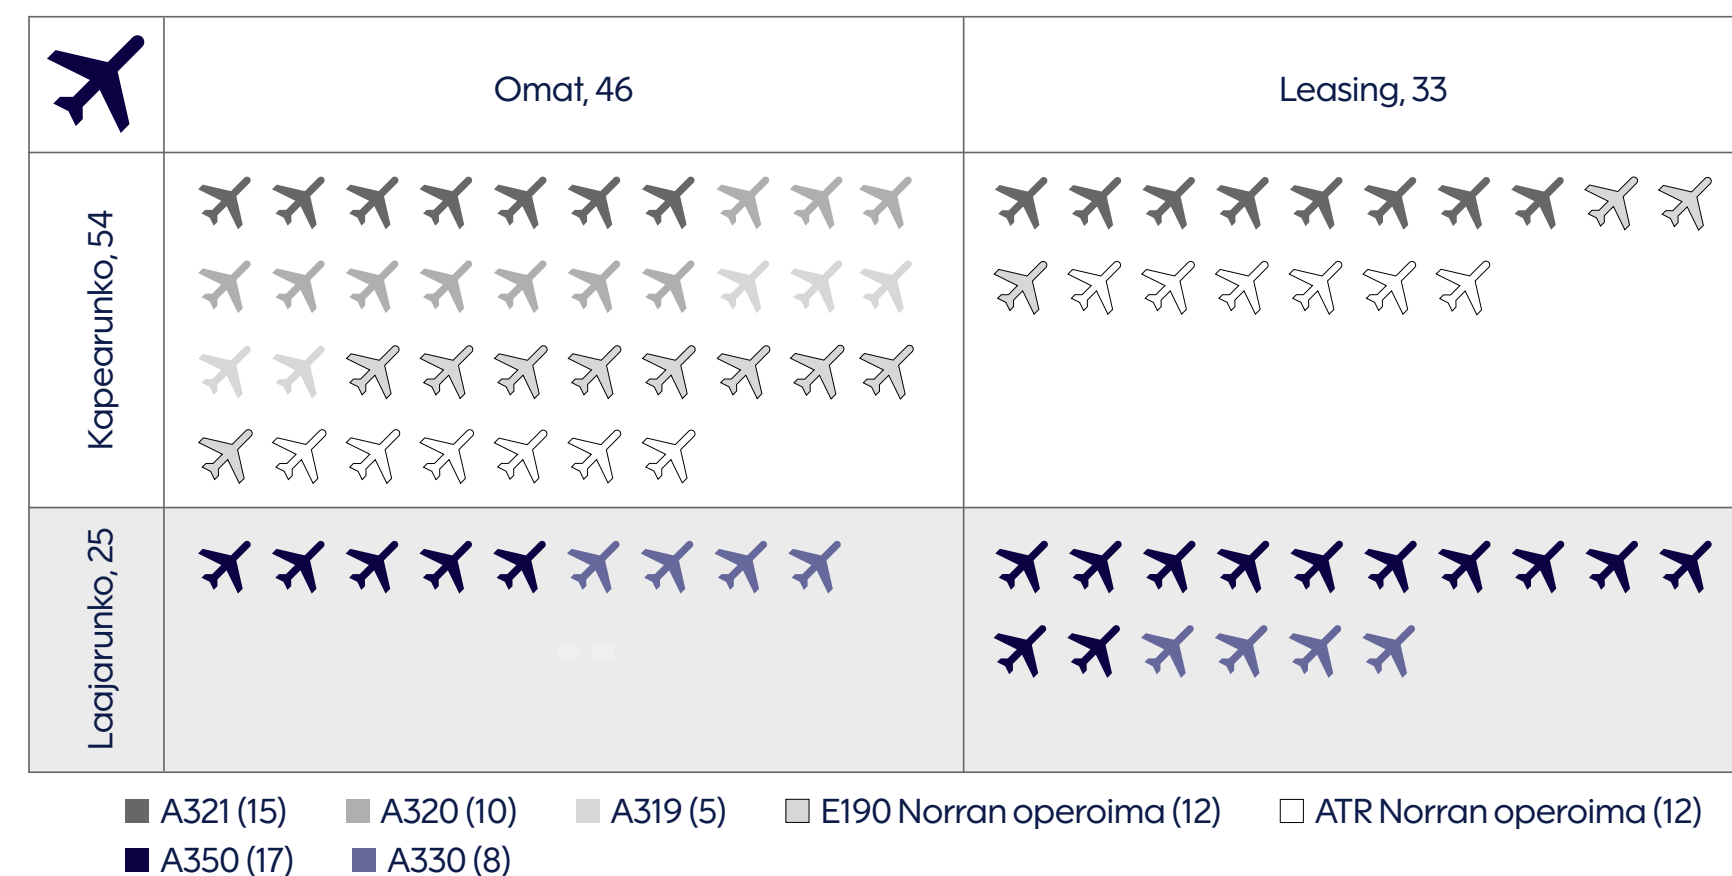 Omat, 46
Leasing, 33
Kapearunko, 54
Laajarunko, 25
A321 (15)
A320 (10)
A319 (5)
E190 Norran operoima (12)
ATR Norran operoima (12)
A350 (17)
A330 (8)